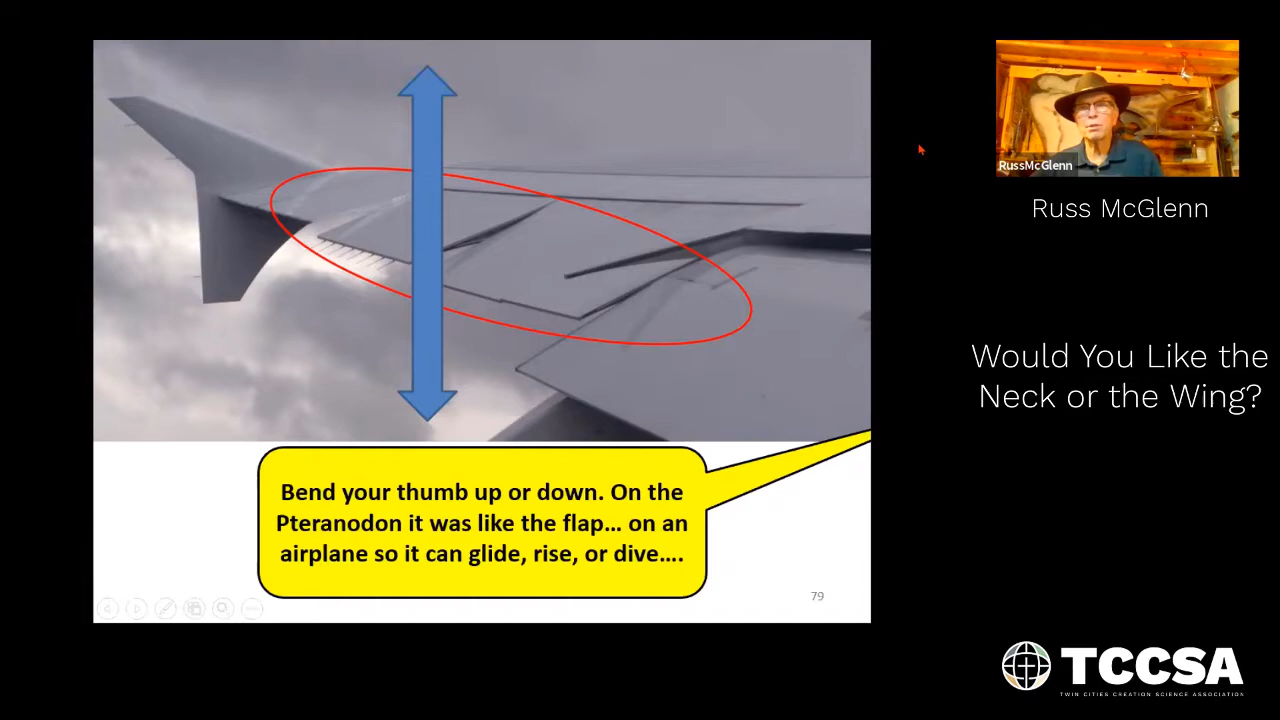 Bend your thumb up or down. On the
Pteranodon it was like the flap... on an
airplane so it can glide, rise, or dive....
79
RussMcGlenn
Russ McGlenn
Would You Like the
Neck or the Wing?
TCCSA
TWIN CITIES CREATION SCIENCE ASSOCIATION